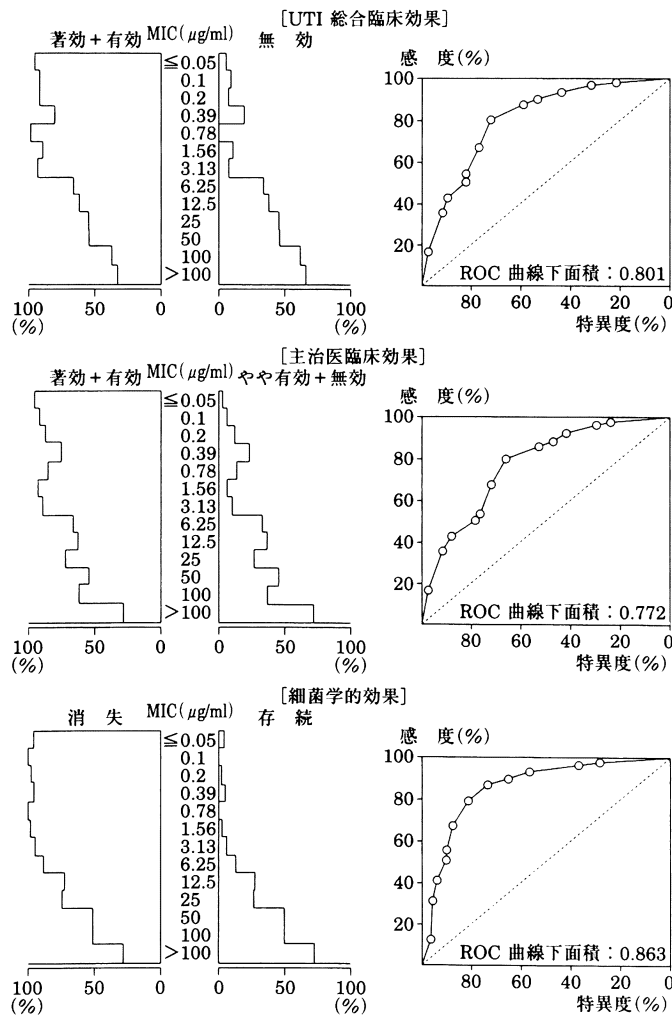 [UTI 総合臨床効果]
著効+有効 MIC(μg/ml) 無 効
≦0.05
0.1
0.2
0.39
0.78
1.56
3.13
6.25
12.5
25
50
100
>100
100 50 0
(%)
0 50 100
(%)
感 度(%)
100
80
60
40
20
ROC 曲線下面積:0.801
80 60 40 20 0
特異度(%)
[主治医臨床効果]
著効+有効 MIC(μg/ml) やや有効+無効
≦0.05
0.1
0.2
0.39
0.78
1.56
3.13
6.25
12.5
25
50
100
>100
100 50 0
(%)
0 50 100
(%)
感 度(%)
100
80
60
40
20
ROC 曲線下面積:0.772
80 60 40 20 0
特異度(%)
[細菌学的効果]
消 失 MIC(μg/ml) 存 続
≦0.05
0.1
0.2
0.39
0.78
1.56
3.13
6.25
12.5
25
50
100
>100
100 50 0
(%)
0 50 100
(%)
感 度(%)
100
80
60
40
20
ROC 曲線下面積:0.863
80 60 40 20 0
特異度(%)